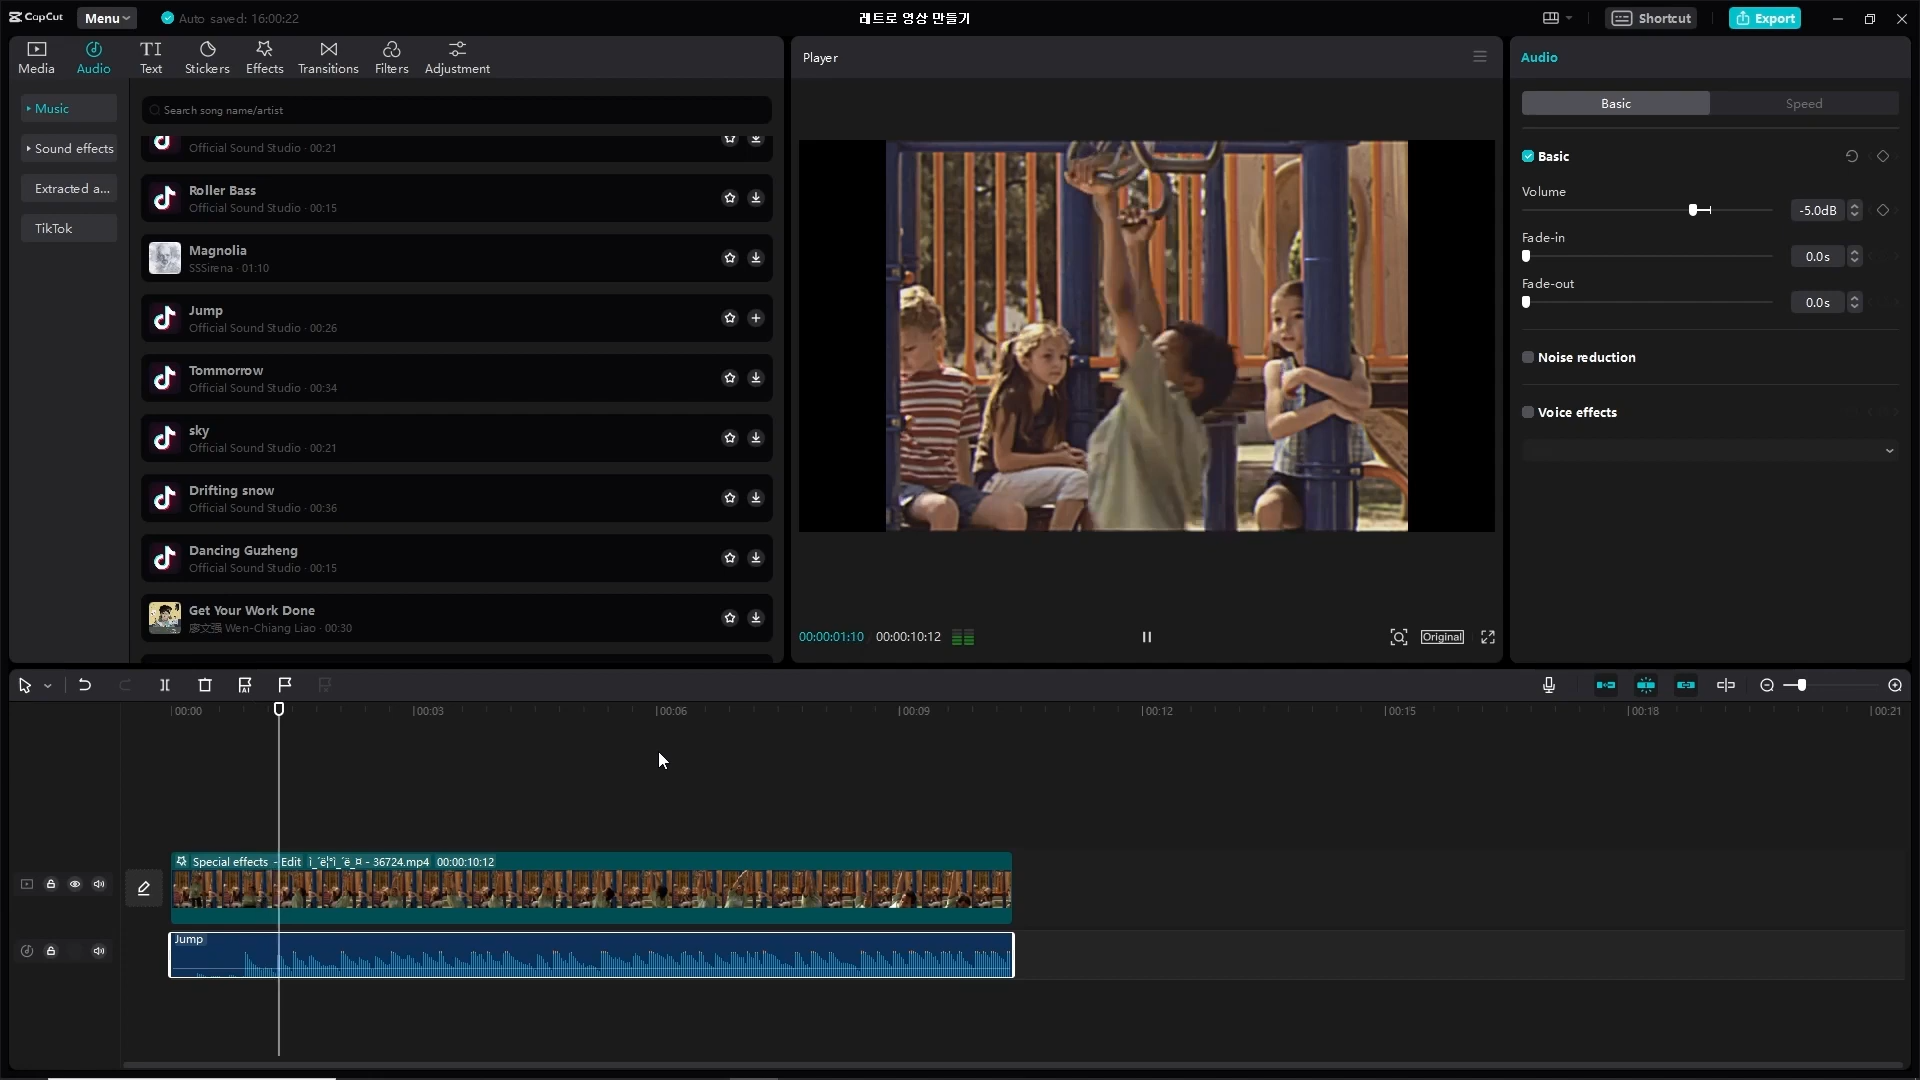 CapCut
Menu
Auto saved: 16:00:22
레트로 영상 만들기
Shortcut
Export
Media
Audio
TI
Text
Stickers
Effects
Transitions
Filters
Adjustment
Music
Sound effects
Extracted a...
TikTok
Search song name/artist
Official Sound Studio · 00:21
Roller Bass
Official Sound Studio · 00:15
Magnolia
SSSirena · 01:10
Jump
Official Sound Studio · 00:26
Tommorrow
Official Sound Studio · 00:34
sky
Official Sound Studio · 00:21
Drifting snow
Official Sound Studio · 00:36
Dancing Guzheng
Official Sound Studio · 00:15
Get Your Work Done
廖文强 Wen-Chiang Liao · 00:30
Player
00:00:01:10
00:00:10:12
Original
Audio
Basic
Speed
Basic
Volume
-5.0dB
Fade-in
0.0s
Fade-out
0.0s
Noise reduction
Voice effects
00:00
00:03
00:06
00:09
00:12
00:15
00:18
00:21
Special effects - Edit
- 36724.mp4 00:00:10:12
Jump